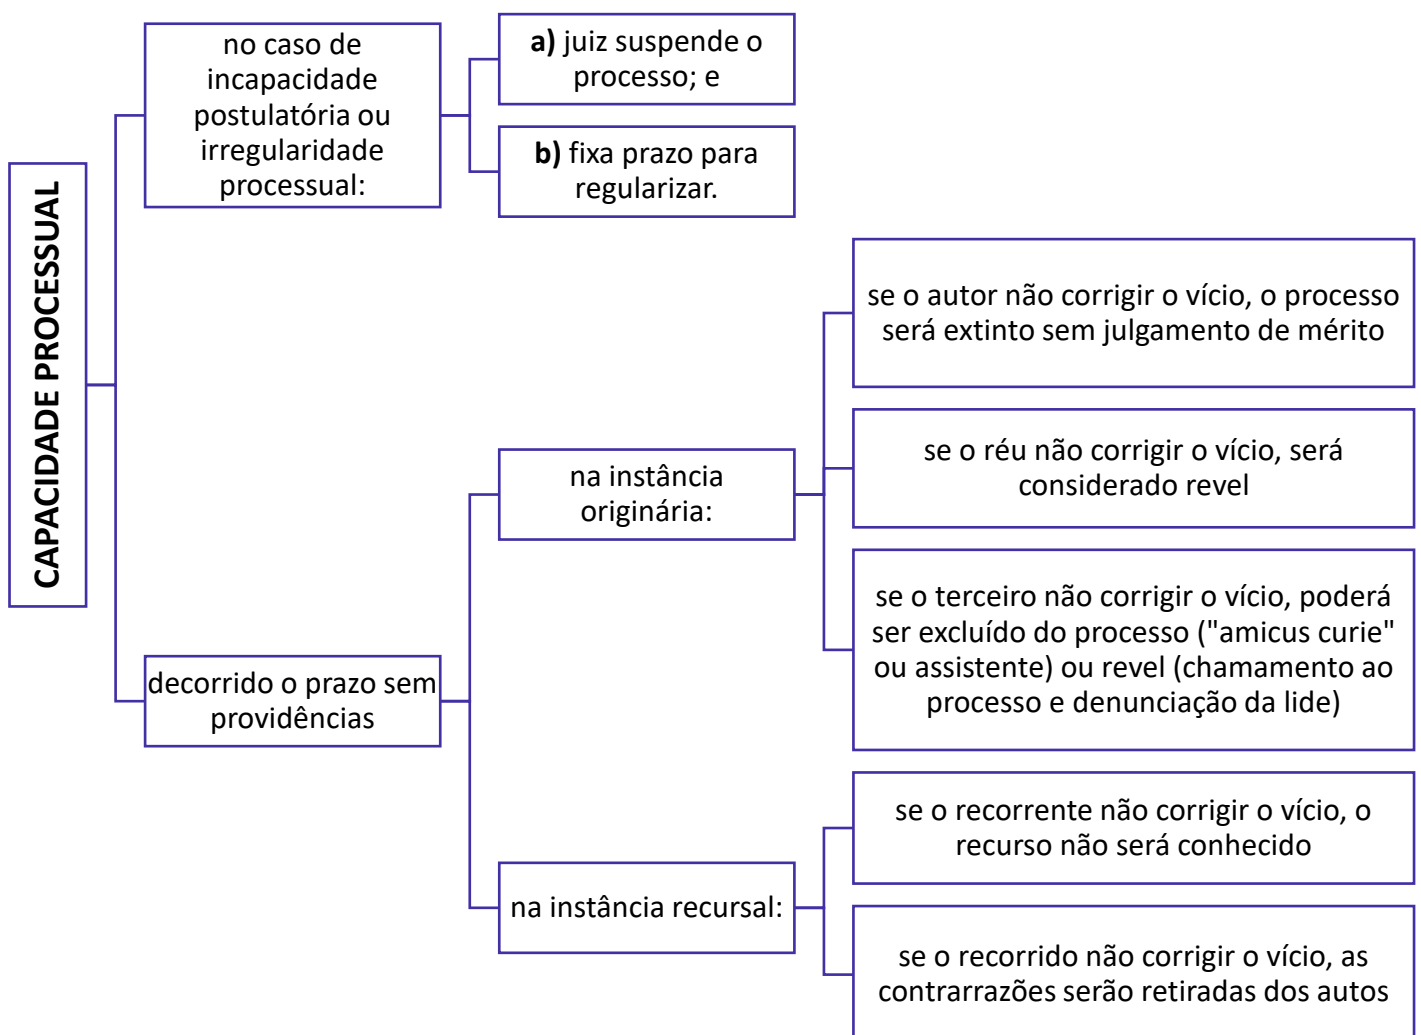 CAPACIDADE PROCESSUAL
no caso de
incapacidade
postulatória ou
irregularidade
processual:
a) juiz suspende o
processo; e
b) fixa prazo para
regularizar.
decorrido o prazo sem
providências
na instância
originária:
se o autor não corrigir o vício, o processo
será extinto sem julgamento de mérito
se o réu não corrigir o vício, será
considerado revel
se o terceiro não corrigir o vício, poderá
ser excluído do processo ("amicus curie"
ou assistente) ou revel (chamamento ao
processo e denunciação da lide)
na instância recursal:
se o recorrente não corrigir o vício, o
recurso não será conhecido
se o recorrido não corrigir o vício, as
contrarrazões serão retiradas dos autos